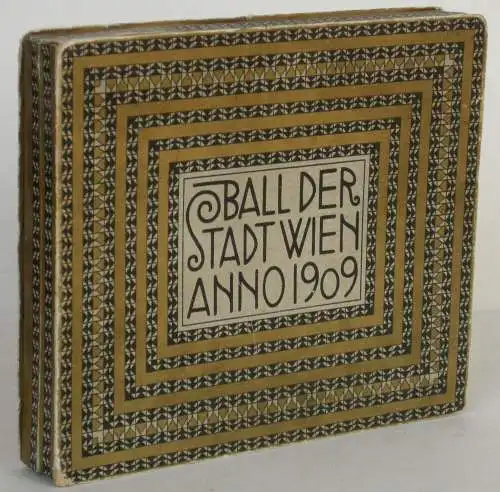 BALL DER
STADT WIEN
ANNO 1909